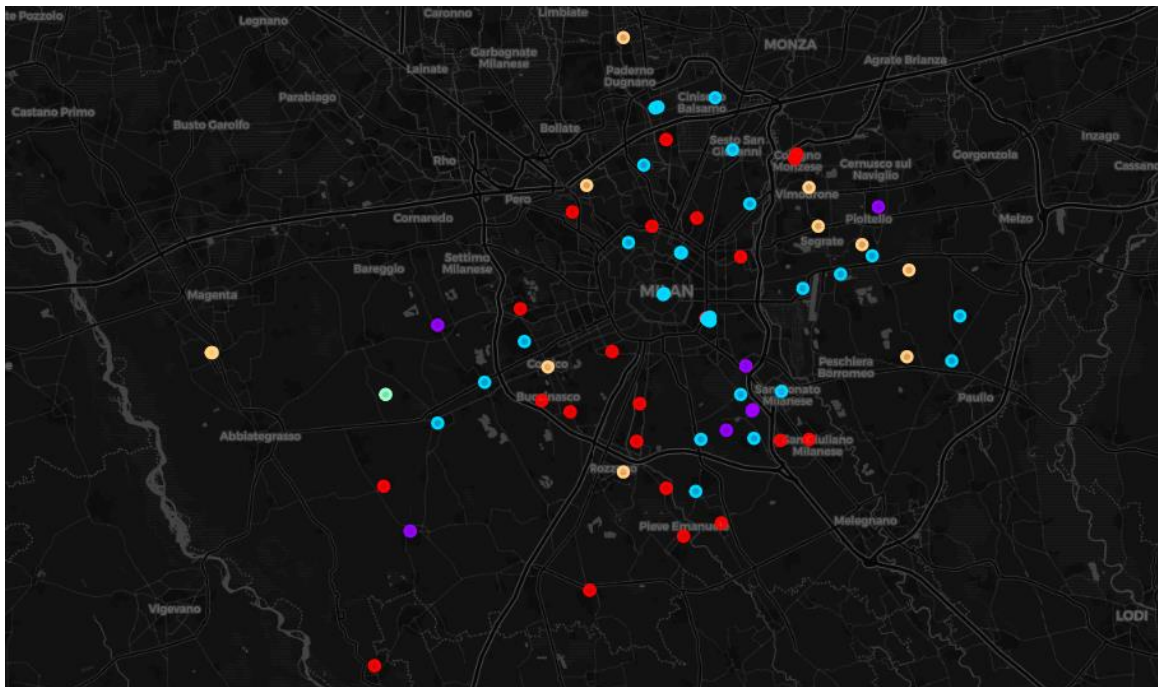 te Pozzolo
Legnano
Caronno
Limbiate
Garbagnate
Milanese
MONZA
Lainate
Paderno
Dugnano
Agrate Brianza
Castano Primo
Parabiago
Busto Garolfo
Cinisello
Balsamo
Bollate
Inzago
Rho
Sesto San
Giovanni
Cologno
Monzese
Cernusco sul
Naviglio
Gorgonzola
Cassano
Pero
Vimodrone
Cornaredo
Pioltello
Melzo
Segrate
Settimo
Milanese
Bareggio
Magenta
MILAN
Corsico
Peschiera
Borromeo
Buccinasco
San Donato
Milanese
Paullo
Abbiategrasso
San Giuliano
Milanese
Rozzano
Pieve Emanuele
Melegnano
Vigevano
LODI